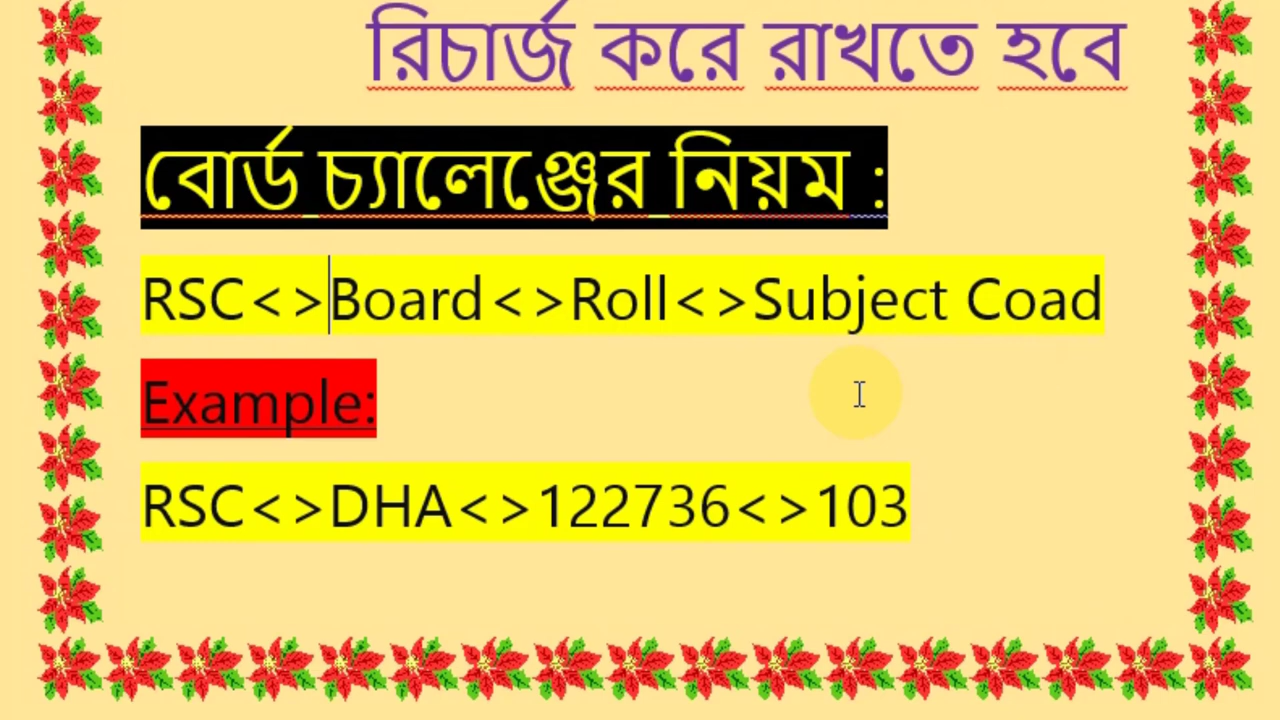 রিচার্জ করে রাখতে হবে
বোর্ড চ্যালেঞ্জের নিয়ম :
RSC<>Board<>Roll<>Subject Coad
Example:
RSC<>DHA<>122736<>103